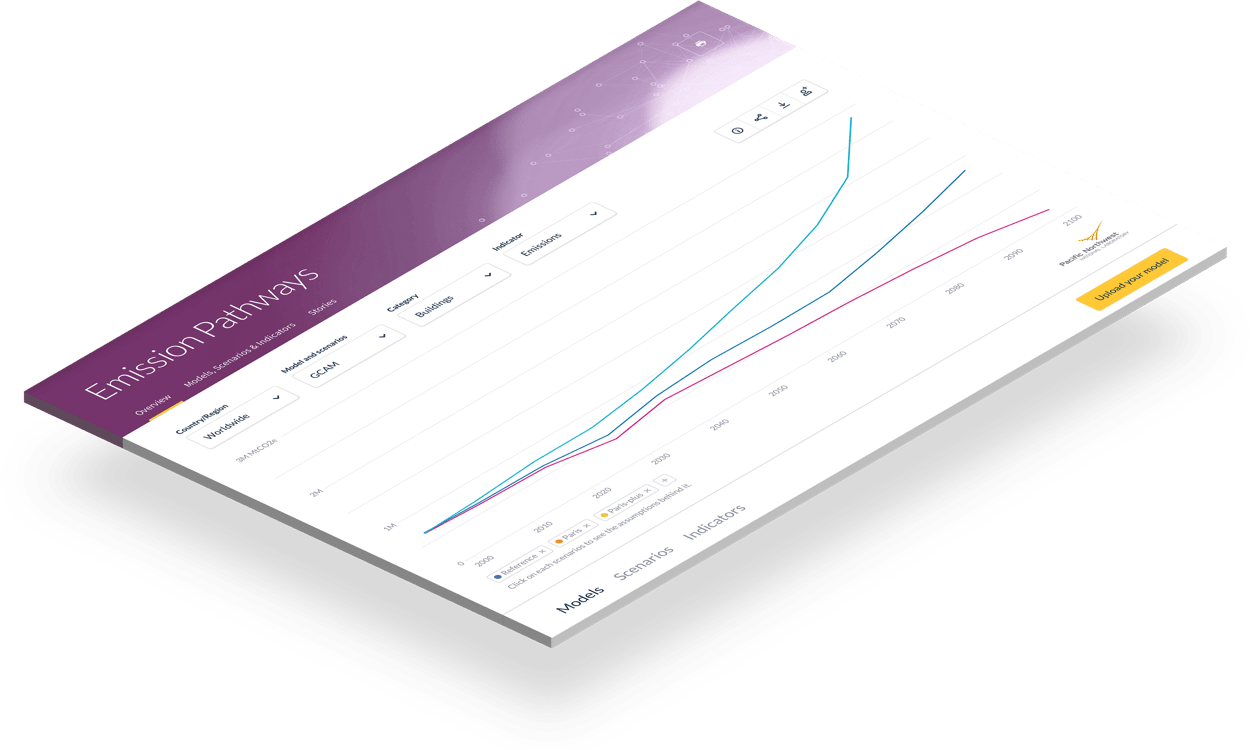 Emission Pathways
Overview
Models, Scenarios & Indicators
Stories
Country/Region
Worldwide
Model and scenarios
GCAM
Category
Buildings
Indicator
Emissions
3M MtCO2e
2M
1M
0
2000
2010
2020
2030
2040
2050
2060
2070
2080
2090
2100
Reference ×
Paris ×
Paris-plus ×
+
Click on each scenarios to see the assumptions behind it.
Pacific Northwest
NATIONAL LABORATORY
Upload your model
Models
Scenarios
Indicators